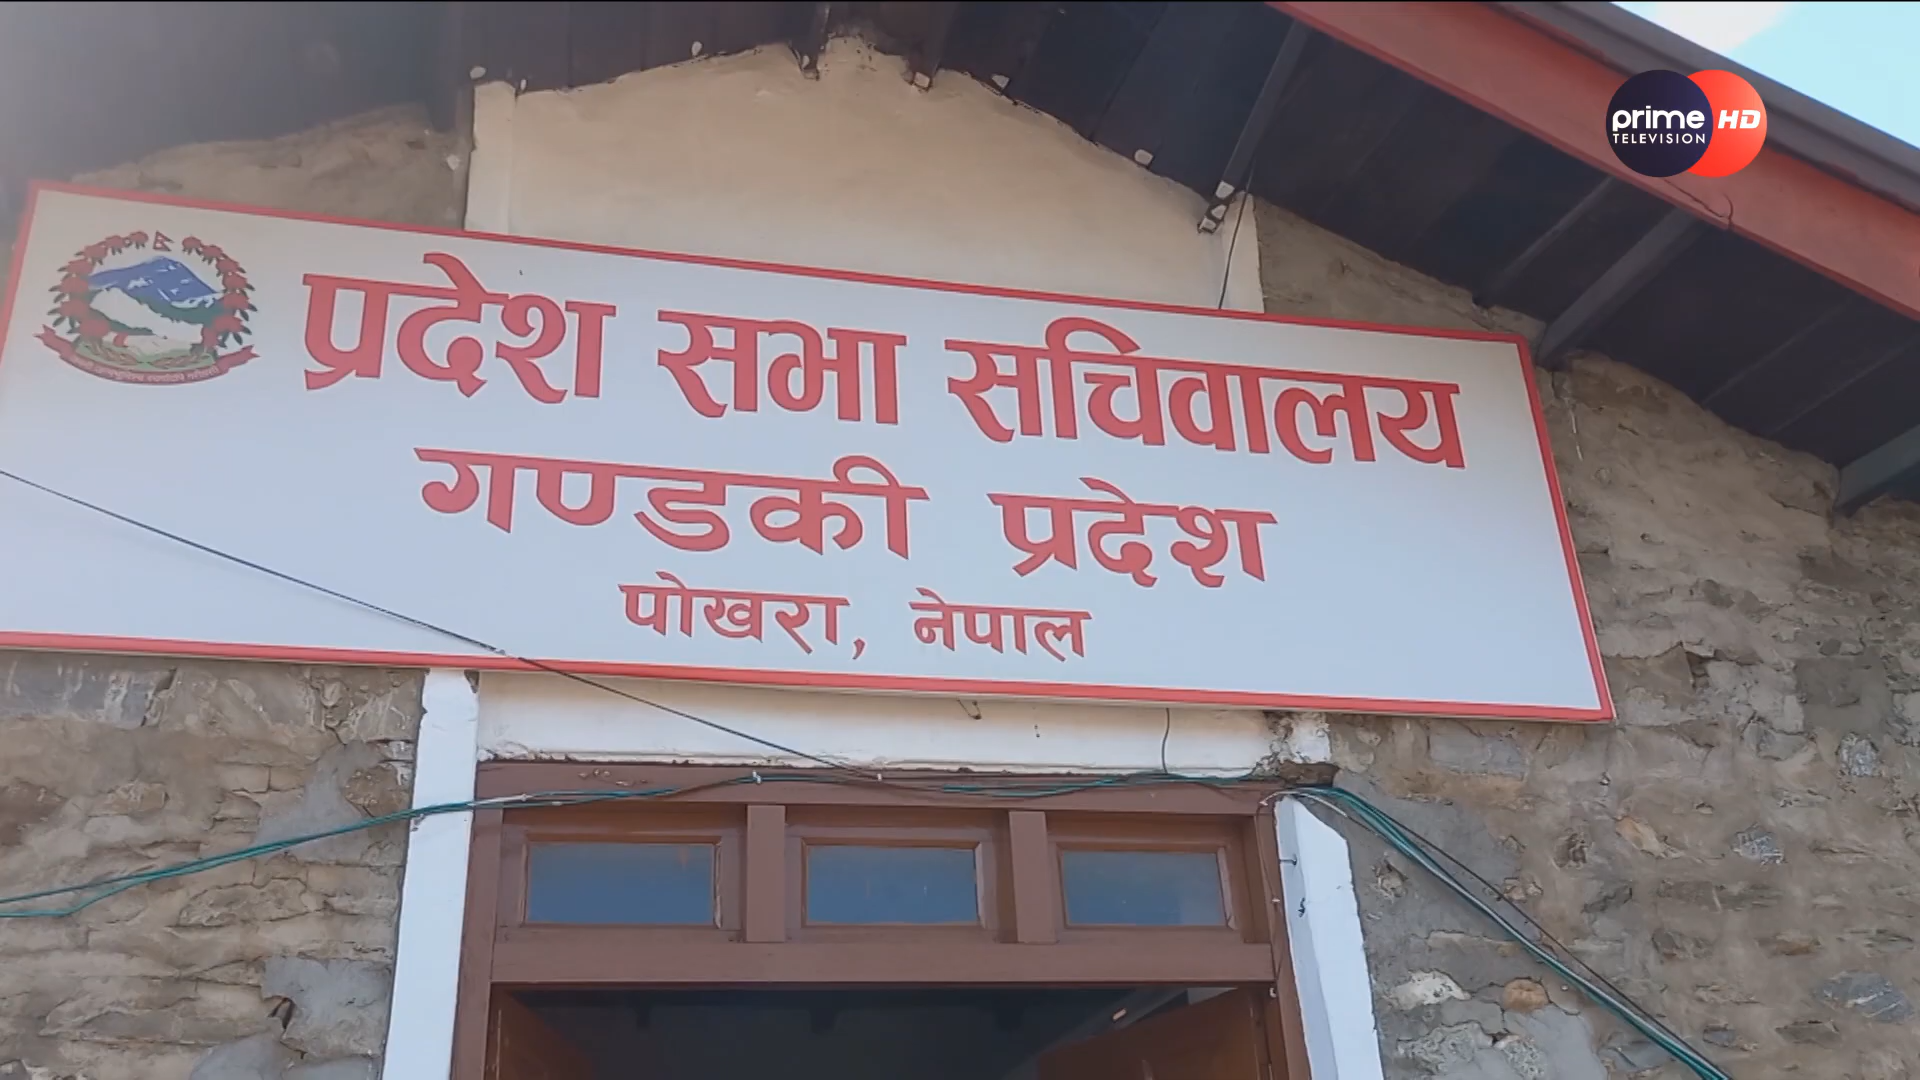 prime HD
TELEVISION
प्रदेश सभा सचिवालय
गण्डकी प्रदेश
पोखरा, नेपाल